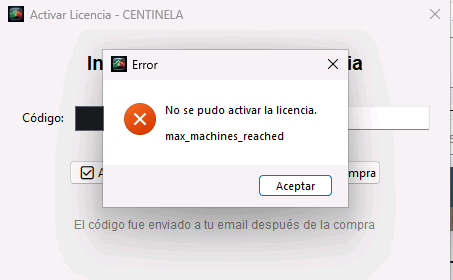 Activar Licencia - CENTINELA
Error
No se pudo activar la licencia.
max_machines_reached
Aceptar
Código:
El código fue enviado a tu email después de la compra